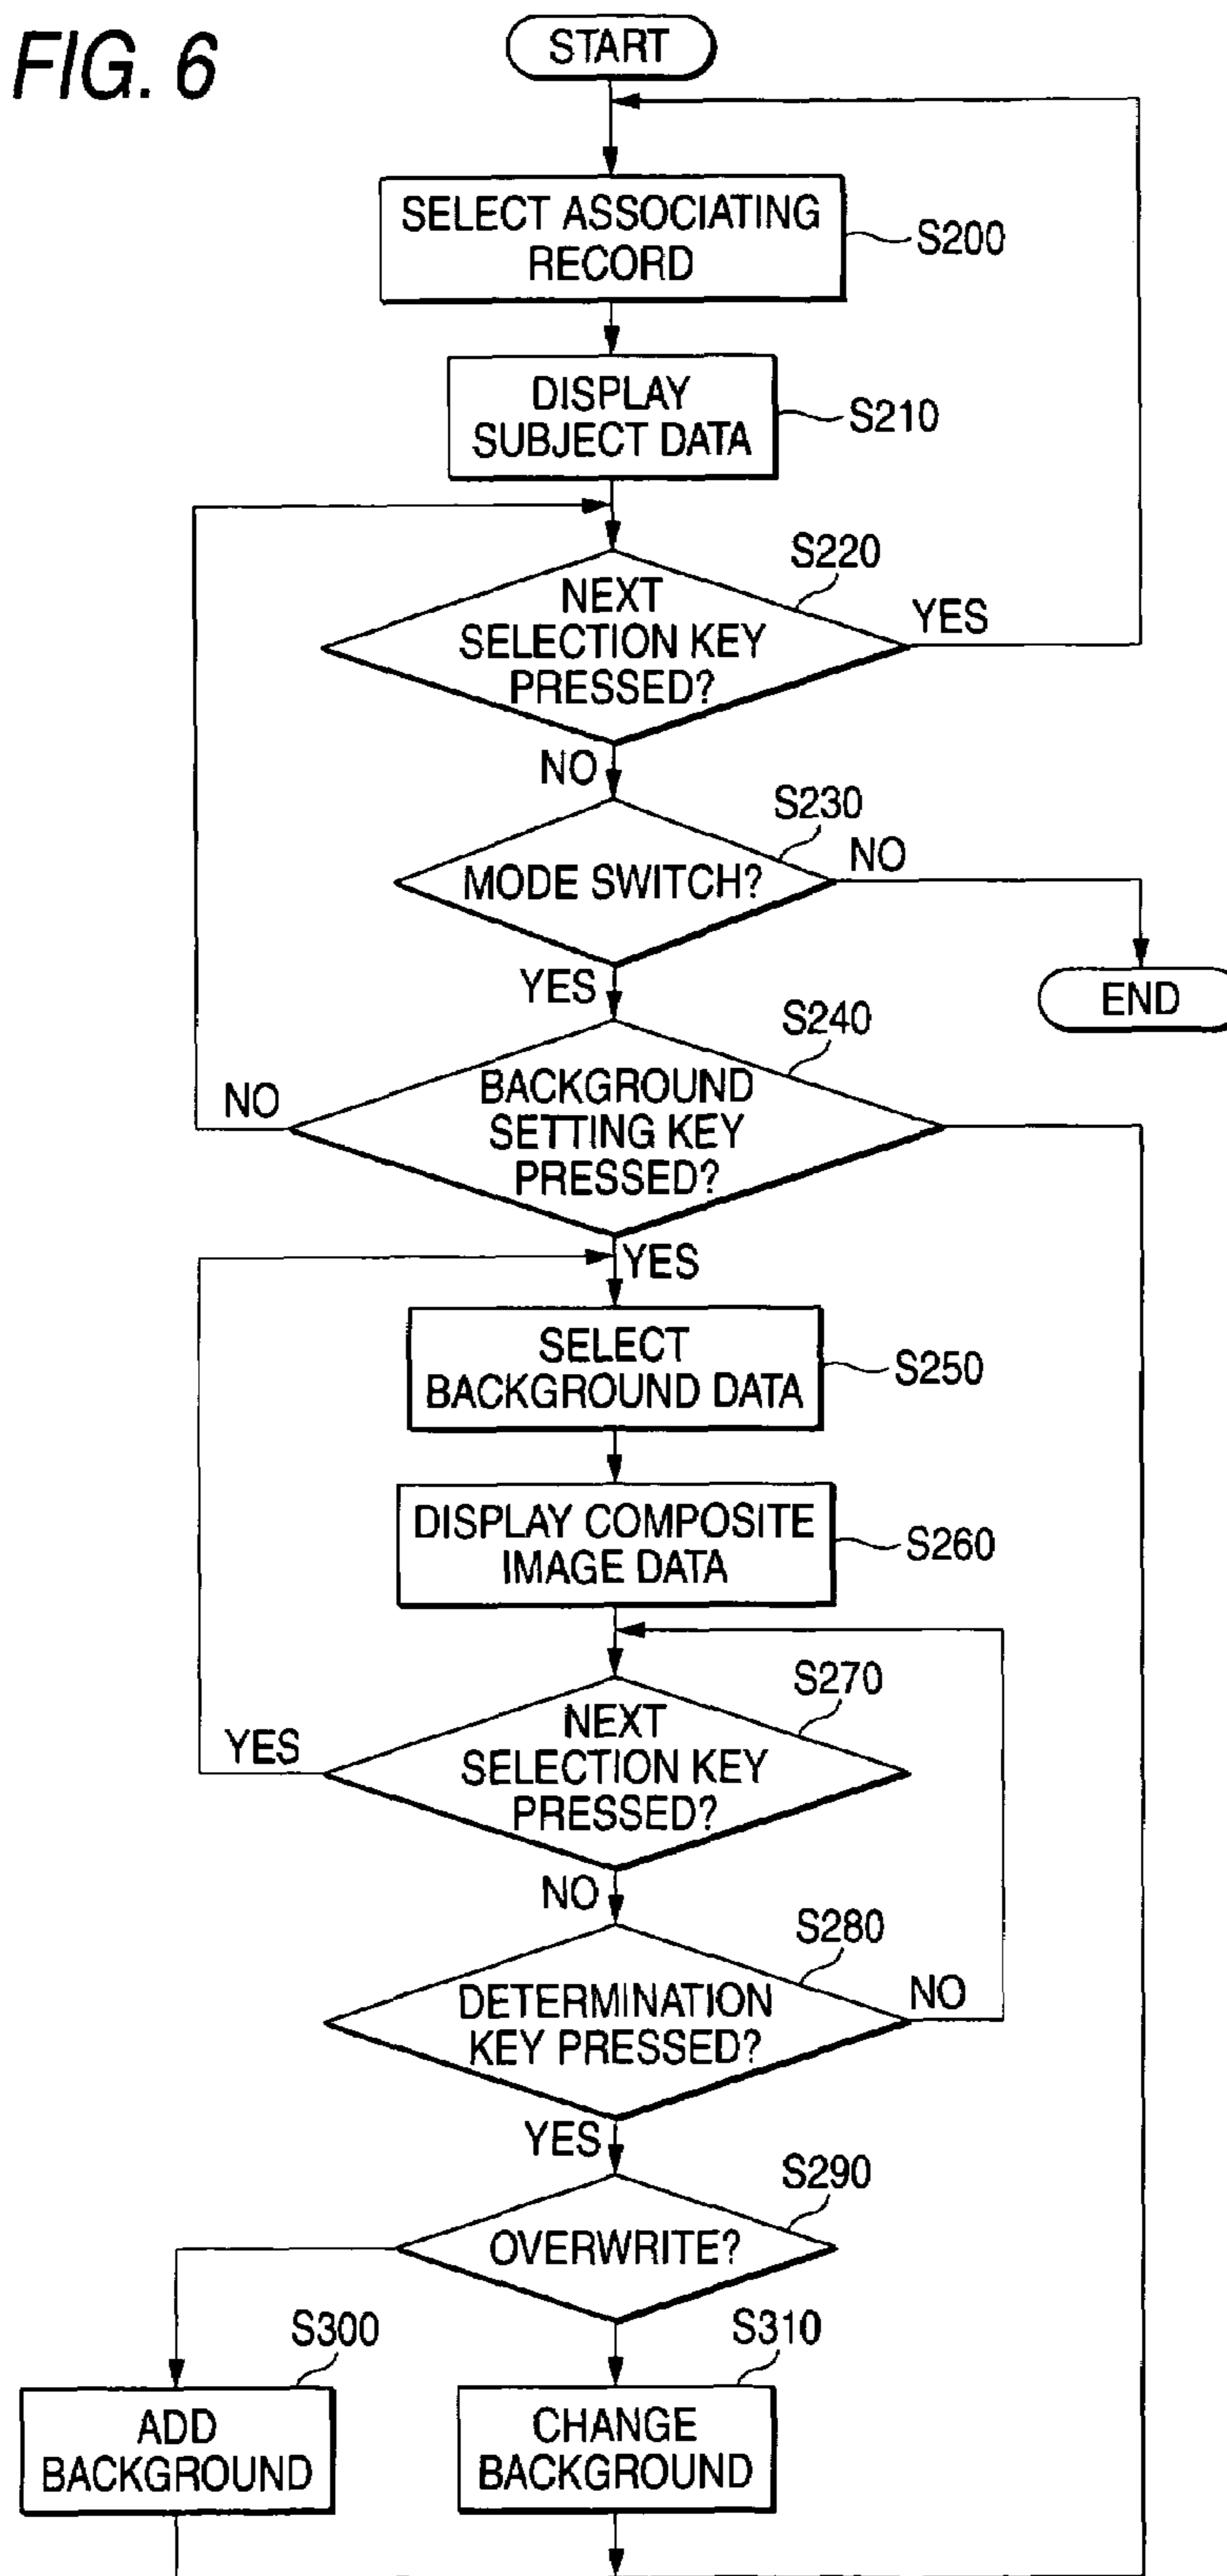 FIG. 6
START
SELECT ASSOCIATING
RECORD
S200
DISPLAY
SUBJECT DATA
S210
S220
NEXT
SELECTION KEY
PRESSED?
YES
NO
S230
MODE SWITCH?
NO
YES
END
S240
BACKGROUND
SETTING KEY
PRESSED?
NO
YES
SELECT
BACKGROUND DATA
S250
DISPLAY COMPOSITE
IMAGE DATA
S260
S270
NEXT
SELECTION KEY
PRESSED?
YES
NO
S280
DETERMINATION
KEY PRESSED?
NO
YES
S290
OVERWRITE?
S300
ADD
BACKGROUND
S310
CHANGE
BACKGROUND